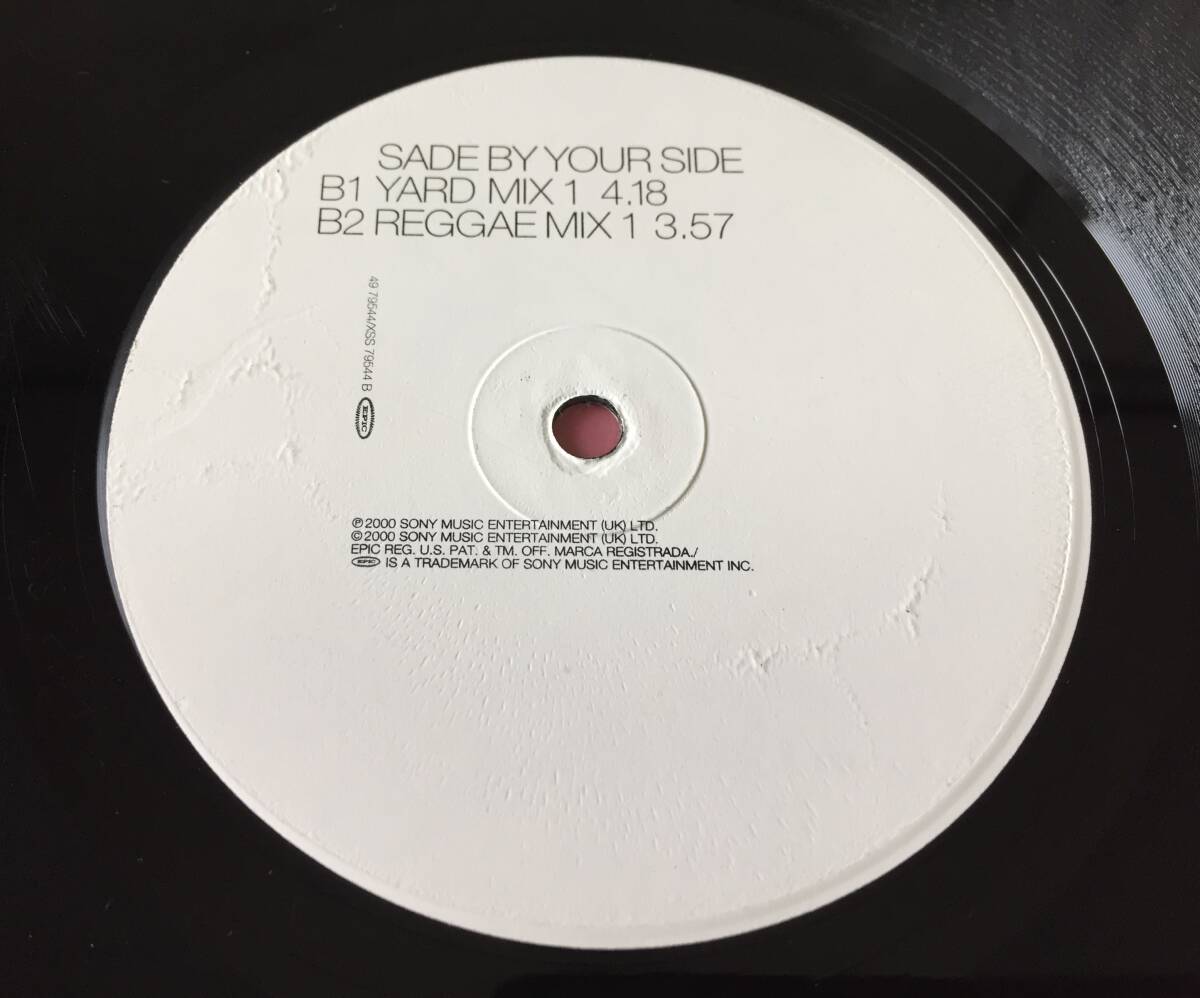 SADE BY YOUR SIDE
B1 YARD MIX 1 4.18
B2 REGGAE MIX 1 3.57
49 79544/XSS 79544 B
EPIC
℗ 2000 SONY MUSIC ENTERTAINMENT (UK) LTD.
© 2000 SONY MUSIC ENTERTAINMENT (UK) LTD.
EPIC REG. U.S. PAT. & TM. OFF. MARCA REGISTRADA./
EPIC IS A TRADEMARK OF SONY MUSIC ENTERTAINMENT INC.